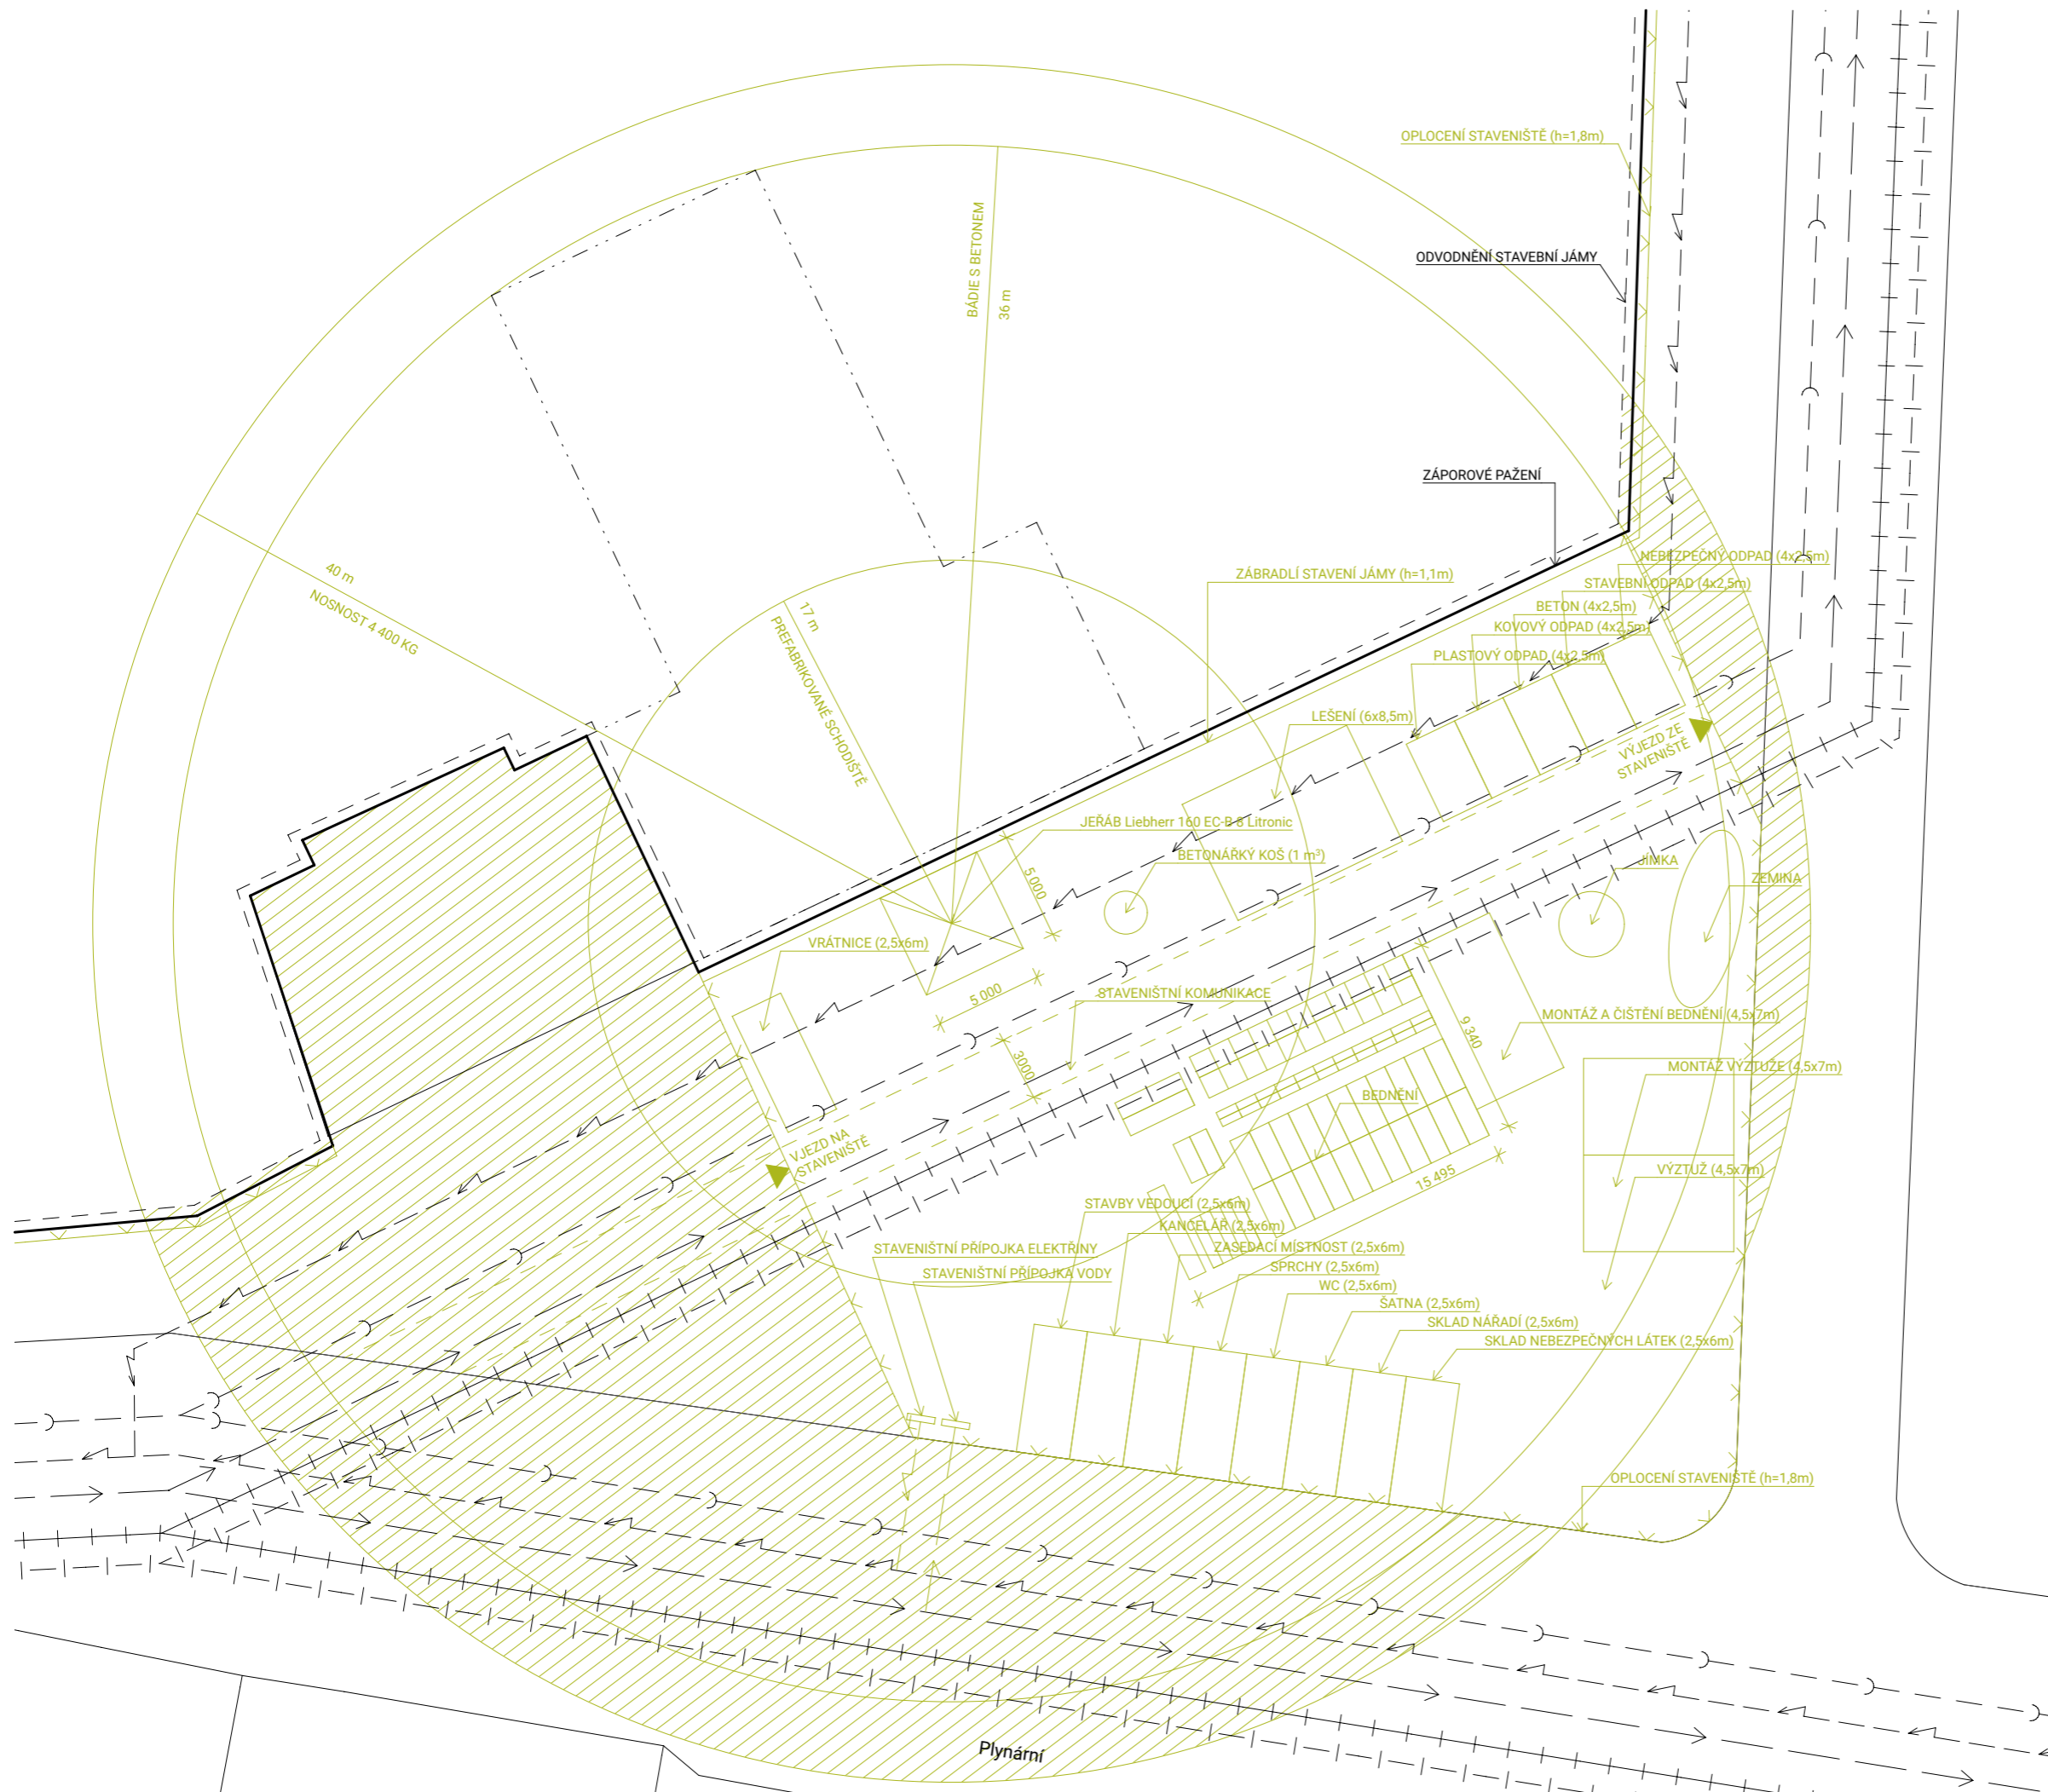 OPLOCENÍ STAVENIŠTĚ (h=1,8m)
BÁDIE S BETONEM
36 m
ODVODNĚNÍ STAVEBNÍ JÁMY
ZÁPOROVÉ PAŽENÍ
40 m
NOSNOST 4 400 KG
17 m
PREFABRIKOVANÉ SCHODIŠTĚ
ZÁBRADLÍ STAVENÍ JÁMY (h=1,1m)
NEBEZPEČNÝ ODPAD (4x2,5m)
STAVEBNÍ ODPAD (4x2,5m)
BETON (4x2,5m)
KOVOVÝ ODPAD (4x2,5m)
PLASTOVÝ ODPAD (4x2,5m)
LEŠENÍ (6x8,5m)
VÝJEZD ZE
STAVENIŠTĚ
JEŘÁB Liebherr 160 EC-B 8 Litronic
BETONÁŘKÝ KOŠ (1 m³)
5 000
JÍMKA
ZEMINA
VRÁTNICE (2,5x6m)
5 000
STAVENIŠTNÍ KOMUNIKACE
MONTÁŽ A ČIŠTĚNÍ BEDNĚNÍ (4,5x7m)
9 340
3000
MONTÁŽ VÝZTUŽE (4,5x7m)
BEDNĚNÍ
VJEZD NA
STAVENIŠTĚ
VÝZTUŽ (4,5x7m)
15 495
STAVBY VEDOUCÍ (2,5x6m)
KANCELÁŘ (2,5x6m)
ZASEDACÍ MÍSTNOST (2,5x6m)
STAVENIŠTNÍ PŘÍPOJKA ELEKTŘINY
SPRCHY (2,5x6m)
STAVENIŠTNÍ PŘÍPOJKA VODY
WC (2,5x6m)
ŠATNA (2,5x6m)
SKLAD NÁŘADÍ (2,5x6m)
SKLAD NEBEZPEČNÝCH LÁTEK (2,5x6m)
OPLOCENÍ STAVENIŠTĚ (h=1,8m)
Plynární